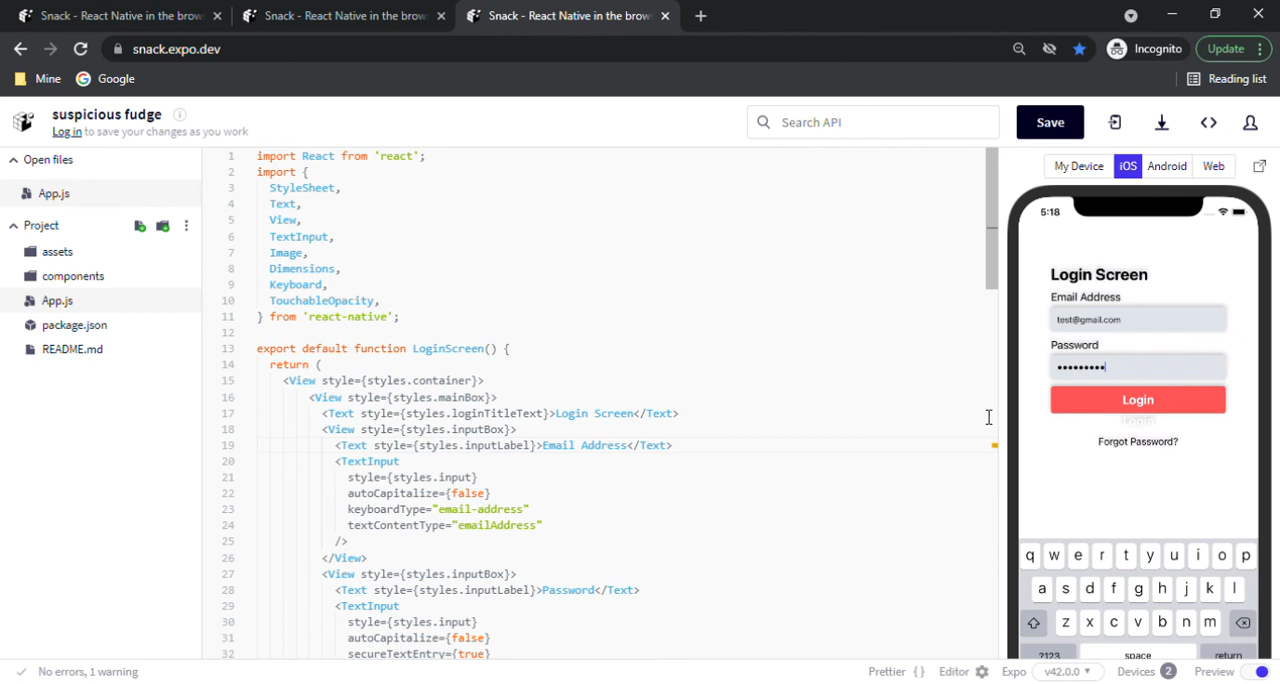 Snack - React Native in the brows
Snack - React Native in the brows
Snack - React Native in the brow
snack.expo.dev
Incognito
Update
Mine
Google
Reading list
suspicious fudge
Log in to save your changes as you work
Search API
Save
Open files
App.js
Project
assets
components
App.js
package.json
README.md
1 import React from 'react';
2 import {
3 StyleSheet,
4 Text,
5 View,
6 TextInput,
7 Image,
8 Dimensions,
9 Keyboard,
10 TouchableOpacity,
11 } from 'react-native';
12
13 export default function LoginScreen() {
14 return (
15 <View style={styles.container}>
16 <View style={styles.mainBox}>
17 <Text style={styles.loginTitleText}>Login Screen</Text>
18 <View style={styles.inputBox}>
19 <Text style={styles.inputLabel}>Email Address</Text>
20 <TextInput
21 style={styles.input}
22 autoCapitalize={false}
23 keyboardType="email-address"
24 textContentType="emailAddress"
25 />
26 </View>
27 <View style={styles.inputBox}>
28 <Text style={styles.inputLabel}>Password</Text>
29 <TextInput
30 style={styles.input}
31 autoCapitalize={false}
32 secureTextEntry={true}
My Device iOS Android Web
5:18
Login Screen
Email Address
test@gmail.com
Password
•••••••••
Login
Login
Forgot Password?
q w e r t y u i o p
a s d f g h j k l
z x c v b n m
?123 space return
No errors, 1 warning
Prettier {} Editor Expo v42.0.0 Devices 2 Preview